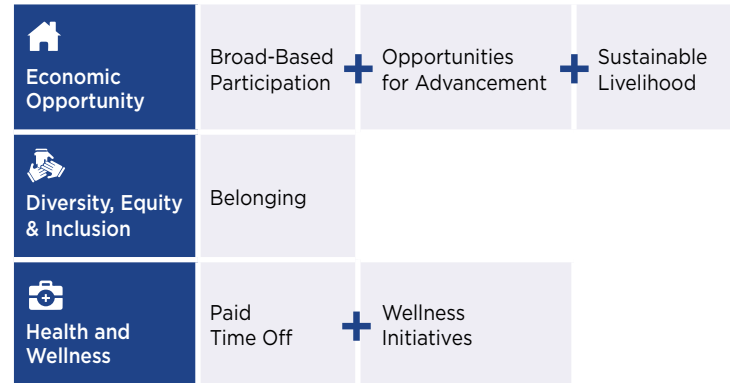 Economic
Opportunity
Broad-Based
Participation
+
Opportunities
for Advancement
+
Sustainable
Livelihood
Diversity, Equity
& Inclusion
Belonging
Health and
Wellness
Paid
Time Off
+
Wellness
Initiatives